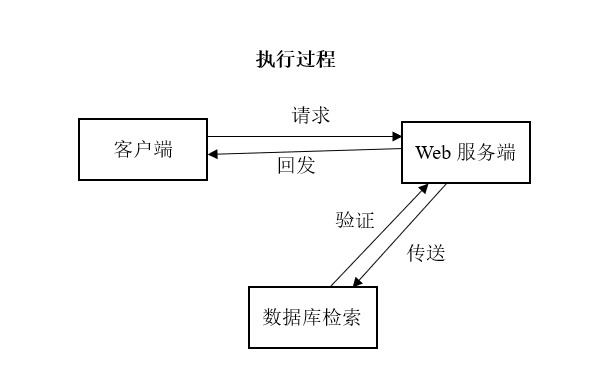 执行过程
请求
客户端
Web 服务端
回发
验证
传送
数据库检索